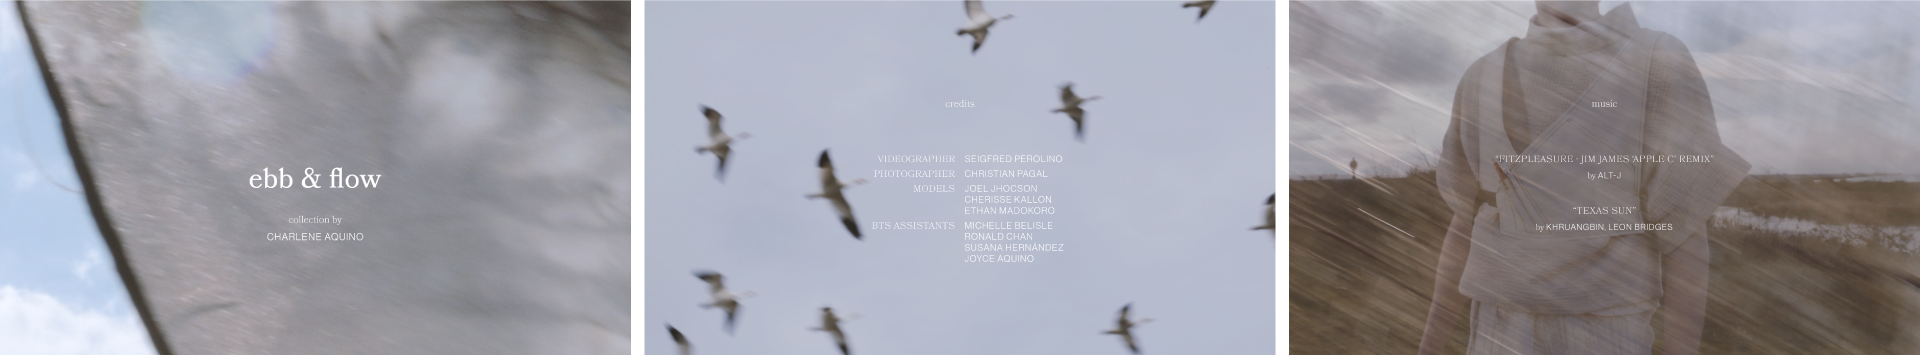 ebb & flow
collection by
CHARLENE AQUINO
credits
VIDEOGRAPHER SEIGFRED PEROLINO
PHOTOGRAPHER CHRISTIAN PAGAL
MODELS JOEL JHOCSON
CHERISSE KALLON
ETHAN MADOKORO
BTS ASSISTANTS MICHELLE BELISLE
RONALD CHAN
SUSANA HERNÁNDEZ
JOYCE AQUINO
music
“FITZPLEASURE - JIM JAMES ‘APPLE C’ REMIX”
by ALT-J
“TEXAS SUN”
by KHRUANGBIN, LEON BRIDGES